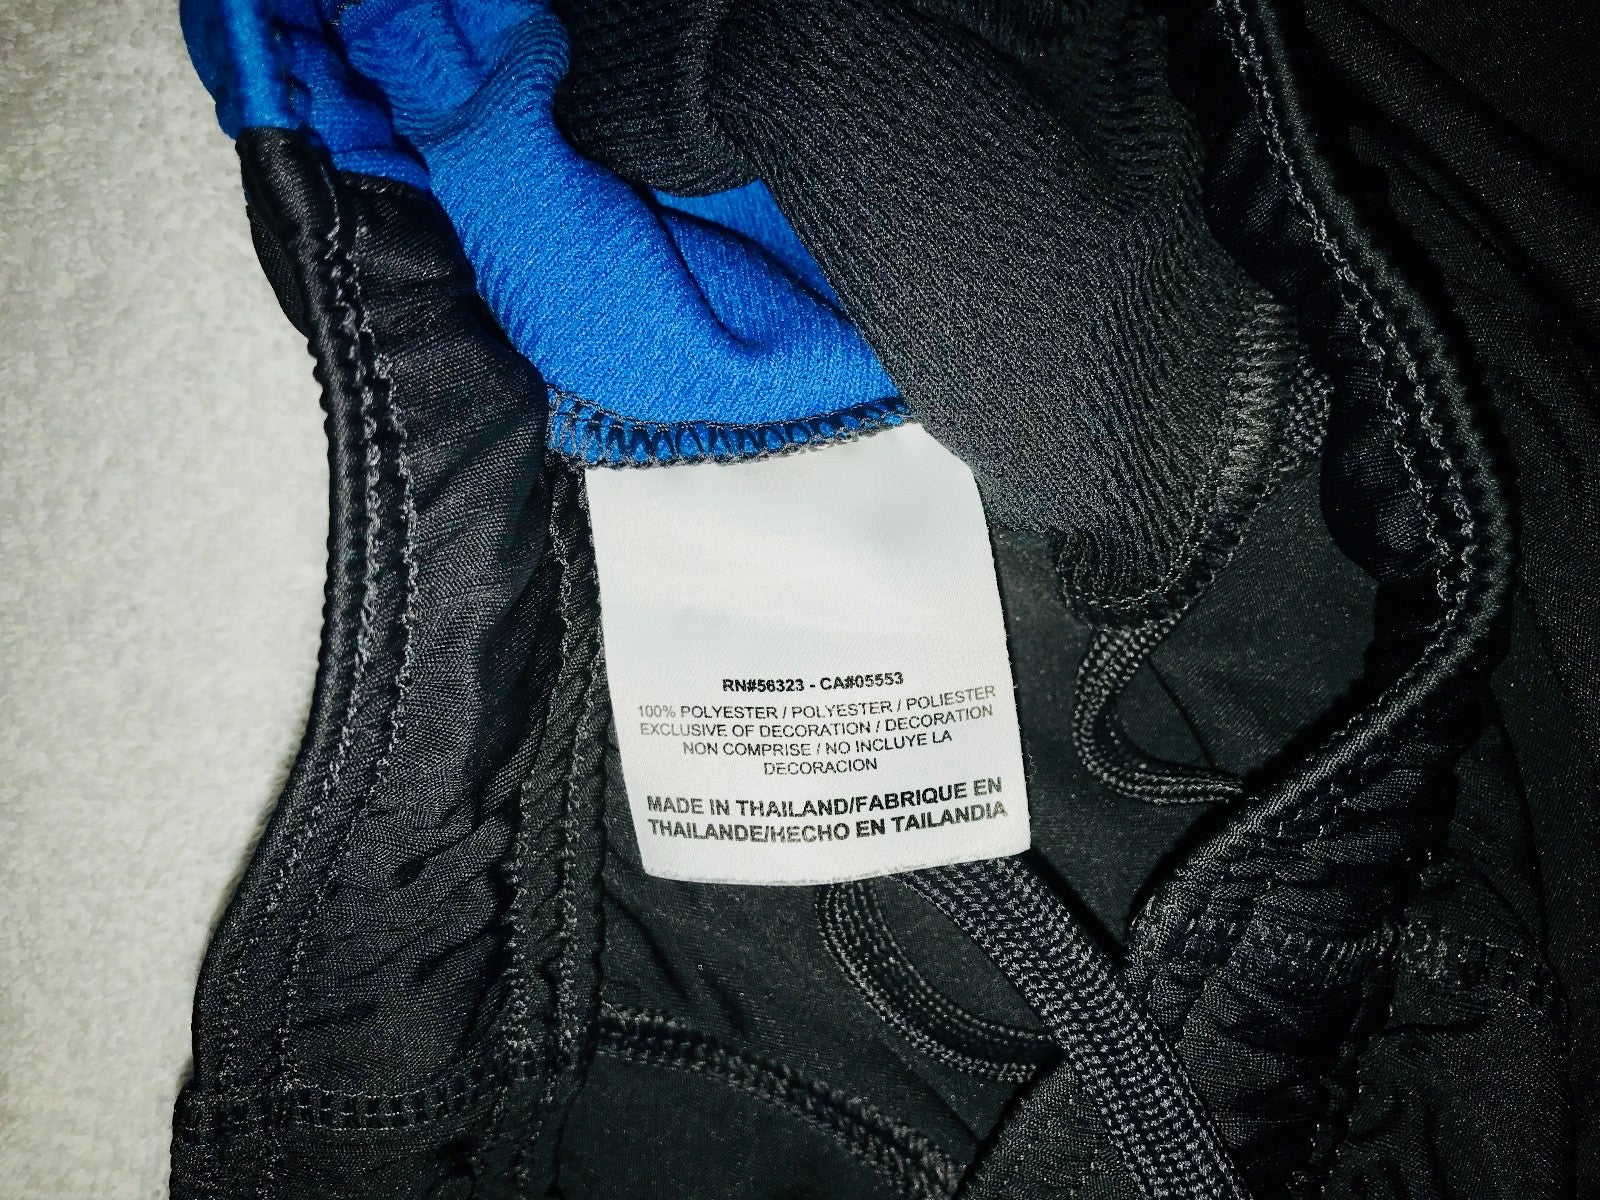 RN#56323 - CA#05553
100% POLYESTER / POLYESTER / POLIESTER
EXCLUSIVE OF DECORATION / DECORATION
NON COMPRISE / NO INCLUYE LA
DECORACION
MADE IN THAILAND/FABRIQUE EN
THAILANDE/HECHO EN TAILANDIA